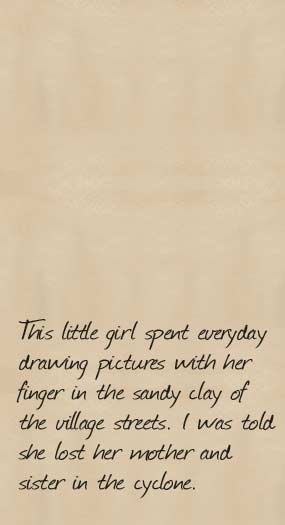 This little girl spent everyday
drawing pictures with her
finger in the sandy clay of
the village streets. I was told
she lost her mother and
sister in the cyclone.